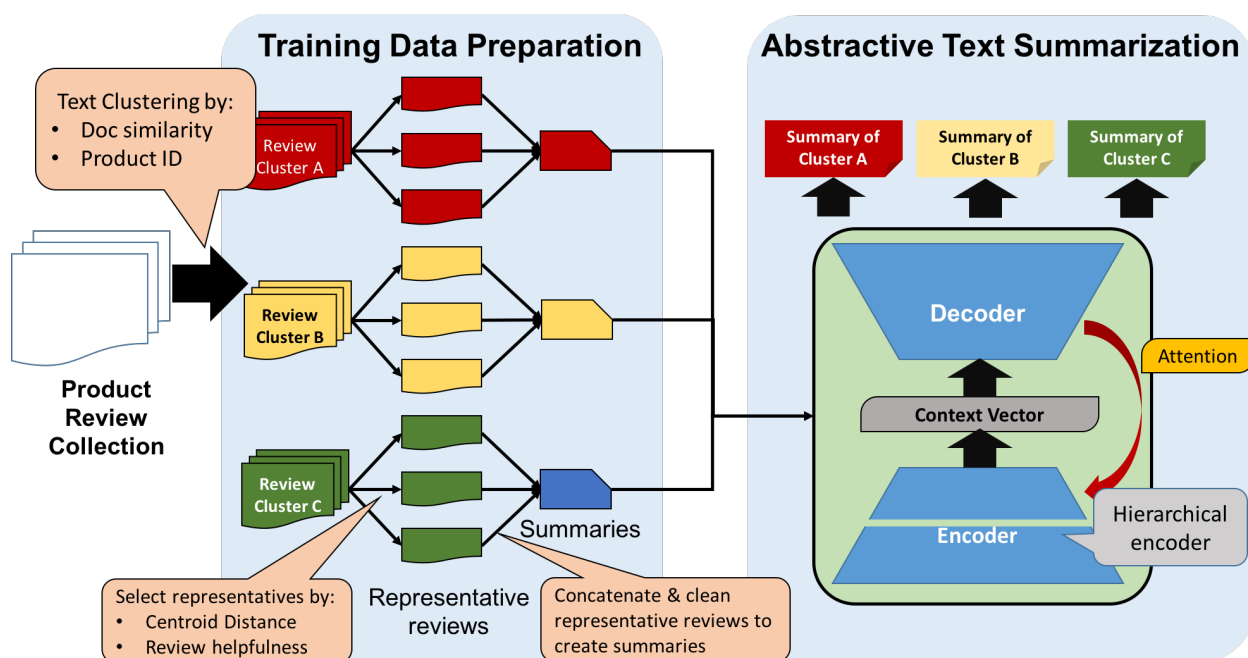 Training Data Preparation
Abstractive Text Summarization
Text Clustering by:
• Doc similarity
• Product ID
Review
Cluster A
Review
Cluster B
Review
Cluster C
Product
Review
Collection
Summaries
Representative
reviews
Select representatives by:
• Centroid Distance
• Review helpfulness
Concatenate & clean
representative reviews to
create summaries
Summary of
Cluster A
Summary of
Cluster B
Summary of
Cluster C
Decoder
Attention
Context Vector
Encoder
Hierarchical
encoder